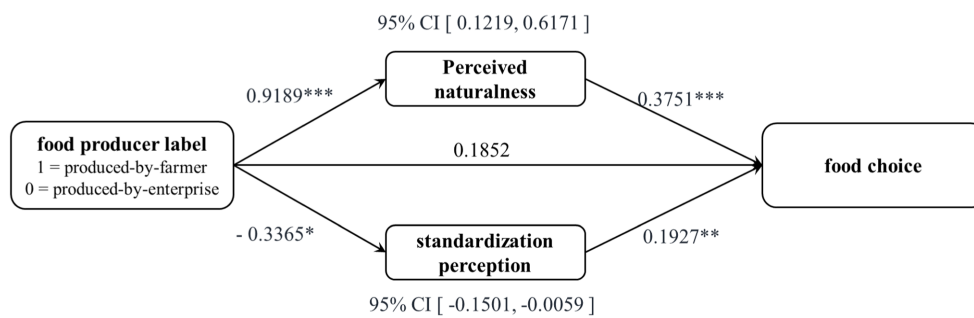 95% CI [ 0.1219, 0.6171 ]
Perceived
naturalness
0.9189***
0.3751***
food producer label
1 = produced-by-farmer
0 = produced-by-enterprise
0.1852
food choice
- 0.3365*
standardization
perception
0.1927**
95% CI [ -0.1501, -0.0059 ]